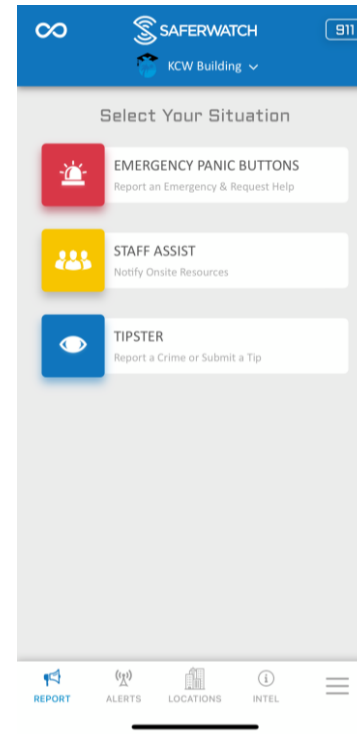 SAFERWATCH
911
KCW Building
Select Your Situation
EMERGENCY PANIC BUTTONS
Report an Emergency & Request Help
STAFF ASSIST
Notify Onsite Resources
TIPSTER
Report a Crime or Submit a Tip
REPORT
ALERTS
LOCATIONS
INTEL